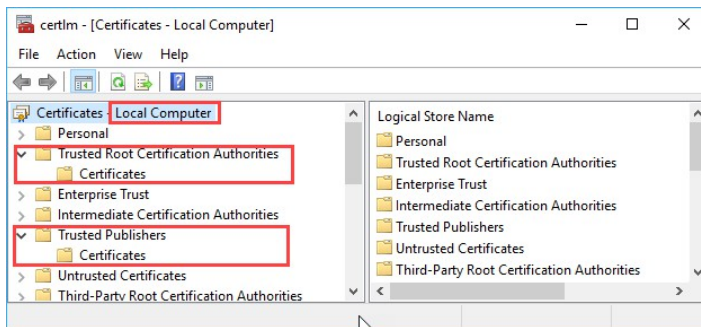 certlm - [Certificates - Local Computer]
File Action View Help
Certificates - Local Computer
Personal
Trusted Root Certification Authorities
Certificates
Enterprise Trust
Intermediate Certification Authorities
Trusted Publishers
Certificates
Untrusted Certificates
Third-Party Root Certification Authorities
Logical Store Name
Personal
Trusted Root Certification Authorities
Enterprise Trust
Intermediate Certification Authorities
Trusted Publishers
Untrusted Certificates
Third-Party Root Certification Authorities